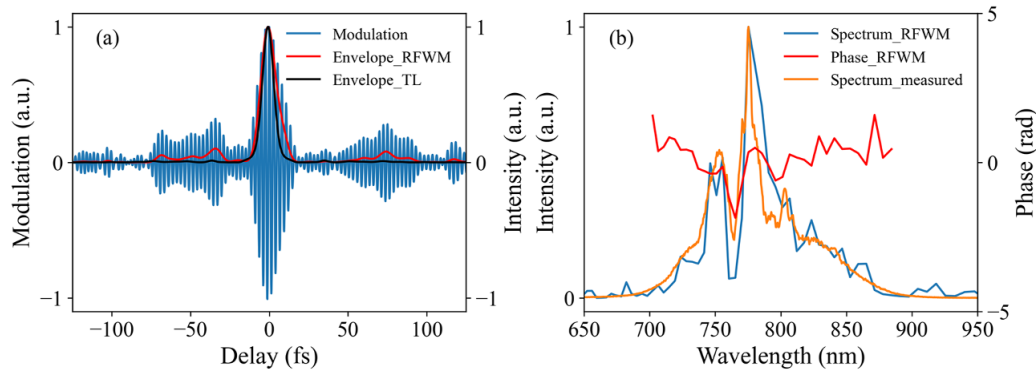 (a)
Modulation
Envelope_RFWM
Envelope_TL
1
0
−1
1
0
−1
−100
−50
0
50
100
Delay (fs)
Modulation (a.u.)
Intensity (a.u.)
(b)
Spectrum_RFWM
Phase_RFWM
Spectrum_measured
1
0
5
0
−5
650
700
750
800
850
900
950
Wavelength (nm)
Intensity (a.u.)
Phase (rad)